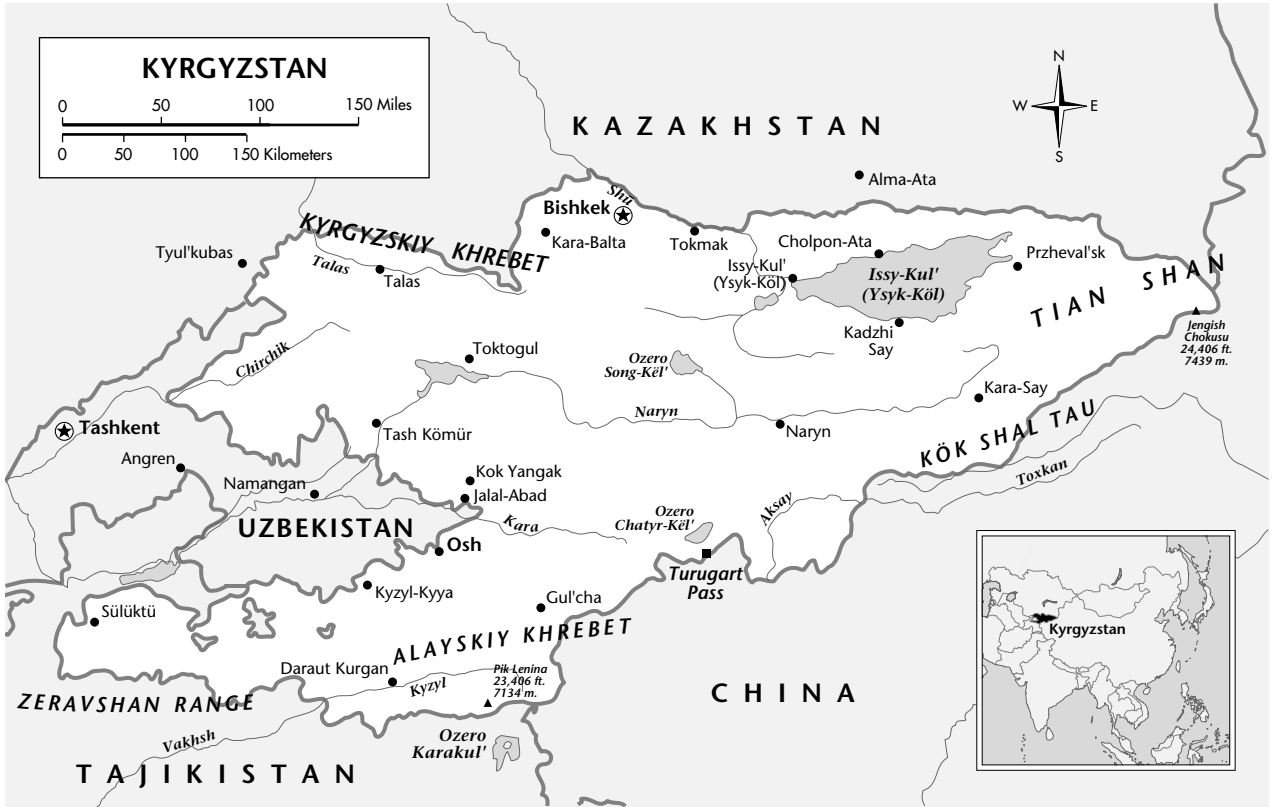 KYRGYZSTAN
0 50 100 150 Miles
0 50 100 150 Kilometers
N
W E
S
KAZAKHSTAN
Alma-Ata
Shu
Bishkek
Kara-Balta
Tokmak
KYRGYZSKIY KHREBET
Tyul'kubas
Talas
Talas
Cholpon-Ata
Issy-Kul'
(Ysyk-Köl)
Issy-Kul'
(Ysyk-Köl)
Przheval'sk
TIAN SHAN
Jengish
Chokusu
24,406 ft.
7439 m.
Kadzhi
Say
Chirchik
Toktogul
Ozero
Song-Kël'
Kara-Say
Naryn
Naryn
Tashkent
Tash Kömür
KÖK SHAL TAU
Angren
Namangan
Kok Yangak
Jalal-Abad
Toxkan
Aksay
UZBEKISTAN
Kara
Ozero
Chatyr-Kël'
Osh
Turugart
Pass
Kyzyl-Kyya
Gul'cha
Sülüktü
ALAYSKIY KHREBET
Daraut Kurgan
Kyzyl
Pik Lenina
23,406 ft.
7134 m.
ZERAVSHAN RANGE
CHINA
Vakhsh
Ozero
Karakul'
TAJIKISTAN
Kyrgyzstan